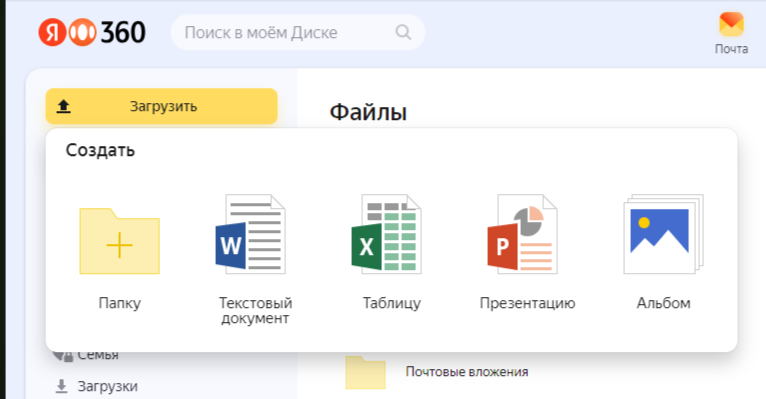 Я 360
Поиск в моём Диске
Почта
Загрузить
Файлы
Создать
W
X
P
Папку
Текстовый
документ
Таблицу
Презентацию
Альбом
Семья
Загрузки
Почтовые вложения